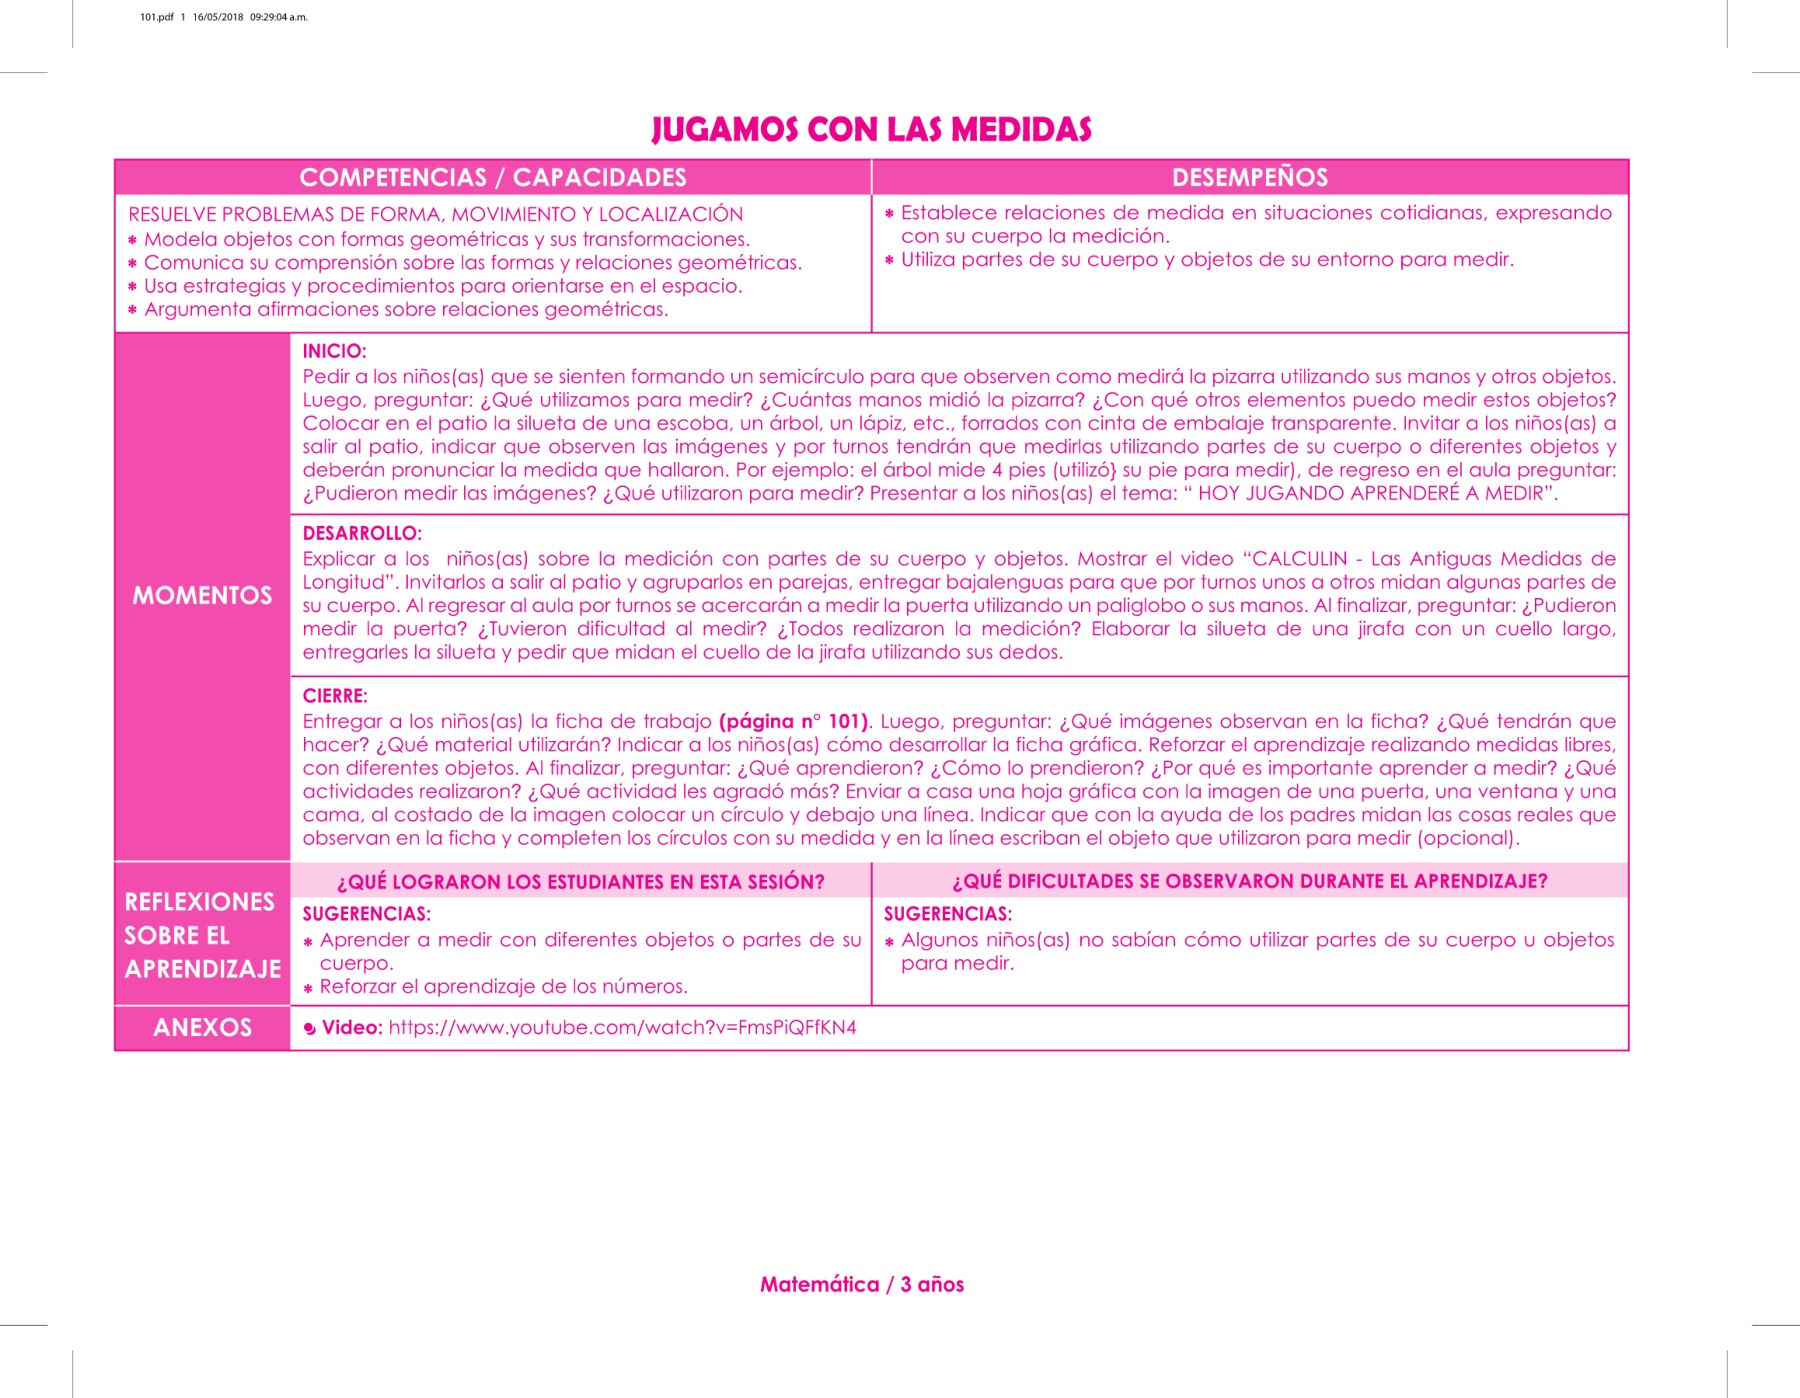 101.pdf 1 16/05/2018 09:29:04 a.m.
JUGAMOS CON LAS MEDIDAS
COMPETENCIAS / CAPACIDADES
DESEMPEÑOS
RESUELVE PROBLEMAS DE FORMA, MOVIMIENTO Y LOCALIZACIÓN
* Modela objetos con formas geométricas y sus transformaciones.
* Comunica su comprensión sobre las formas y relaciones geométricas.
* Usa estrategias y procedimientos para orientarse en el espacio.
* Argumenta afirmaciones sobre relaciones geométricas.
* Establece relaciones de medida en situaciones cotidianas, expresando
con su cuerpo la medición.
* Utiliza partes de su cuerpo y objetos de su entorno para medir.
MOMENTOS
INICIO:
Pedir a los niños(as) que se sienten formando un semicírculo para que observen como medirá la pizarra utilizando sus manos y otros objetos.
Luego, preguntar: ¿Qué utilizamos para medir? ¿Cuántas manos midió la pizarra? ¿Con qué otros elementos puedo medir estos objetos?
Colocar en el patio la silueta de una escoba, un árbol, un lápiz, etc., forrados con cinta de embalaje transparente. Invitar a los niños(as) a
salir al patio, indicar que observen las imágenes y por turnos tendrán que medirlas utilizando partes de su cuerpo o diferentes objetos y
deberán pronunciar la medida que hallaron. Por ejemplo: el árbol mide 4 pies (utilizó} su pie para medir), de regreso en el aula preguntar:
¿Pudieron medir las imágenes? ¿Qué utilizaron para medir? Presentar a los niños(as) el tema: “ HOY JUGANDO APRENDERÉ A MEDIR”.
DESARROLLO:
Explicar a los niños(as) sobre la medición con partes de su cuerpo y objetos. Mostrar el video “CALCULIN - Las Antiguas Medidas de
Longitud”. Invitarlos a salir al patio y agruparlos en parejas, entregar bajalenguas para que por turnos unos a otros midan algunas partes de
su cuerpo. Al regresar al aula por turnos se acercarán a medir la puerta utilizando un paliglobo o sus manos. Al finalizar, preguntar: ¿Pudieron
medir la puerta? ¿Tuvieron dificultad al medir? ¿Todos realizaron la medición? Elaborar la silueta de una jirafa con un cuello largo,
entregarles la silueta y pedir que midan el cuello de la jirafa utilizando sus dedos.
CIERRE:
Entregar a los niños(as) la ficha de trabajo (página n° 101). Luego, preguntar: ¿Qué imágenes observan en la ficha? ¿Qué tendrán que
hacer? ¿Qué material utilizarán? Indicar a los niños(as) cómo desarrollar la ficha gráfica. Reforzar el aprendizaje realizando medidas libres,
con diferentes objetos. Al finalizar, preguntar: ¿Qué aprendieron? ¿Cómo lo prendieron? ¿Por qué es importante aprender a medir? ¿Qué
actividades realizaron? ¿Qué actividad les agradó más? Enviar a casa una hoja gráfica con la imagen de una puerta, una ventana y una
cama, al costado de la imagen colocar un círculo y debajo una línea. Indicar que con la ayuda de los padres midan las cosas reales que
observan en la ficha y completen los círculos con su medida y en la línea escriban el objeto que utilizaron para medir (opcional).
REFLEXIONES
SOBRE EL
APRENDIZAJE
¿QUÉ LOGRARON LOS ESTUDIANTES EN ESTA SESIÓN?
SUGERENCIAS:
* Aprender a medir con diferentes objetos o partes de su
cuerpo.
* Reforzar el aprendizaje de los números.
¿QUÉ DIFICULTADES SE OBSERVARON DURANTE EL APRENDIZAJE?
SUGERENCIAS:
* Algunos niños(as) no sabían cómo utilizar partes de su cuerpo u objetos
para medir.
ANEXOS
Video: https://www.youtube.com/watch?v=FmsPiQFfKN4
Matemática / 3 años